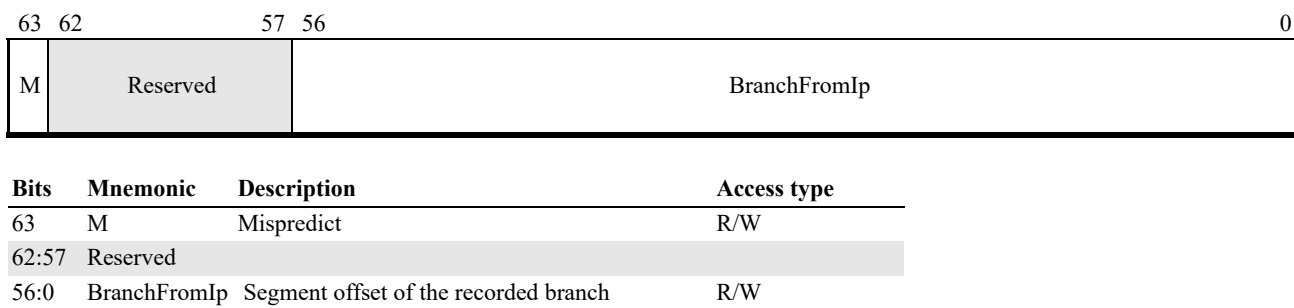 63 62 57 56 0
M Reserved BranchFromIp
Bits Mnemonic Description Access type
63 M Mispredict R/W
62:57 Reserved
56:0 BranchFromIp Segment offset of the recorded branch R/W